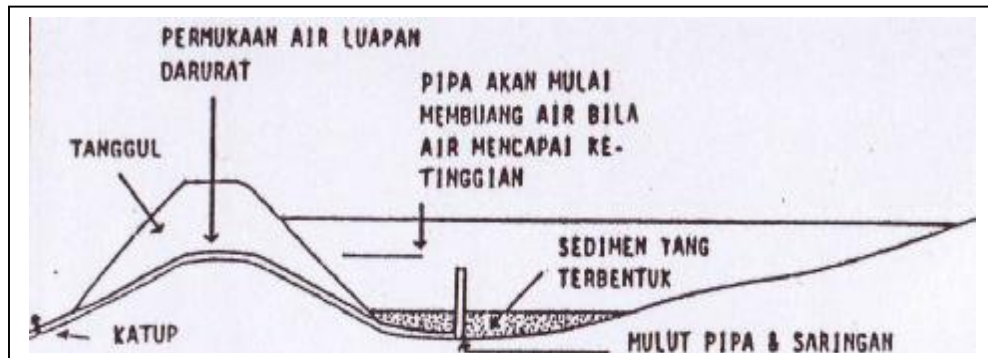 PERMUKAAN AIR LUAPAN
DARURAT
PIPA AKAN MULAI
MEMBUANG AIR BILA
AIR MENCAPAI KE-
TINGGIAN
TANGGUL
SEDIMEN YANG
TERBENTUK
KATUP
MULUT PIPA & SARINGAN